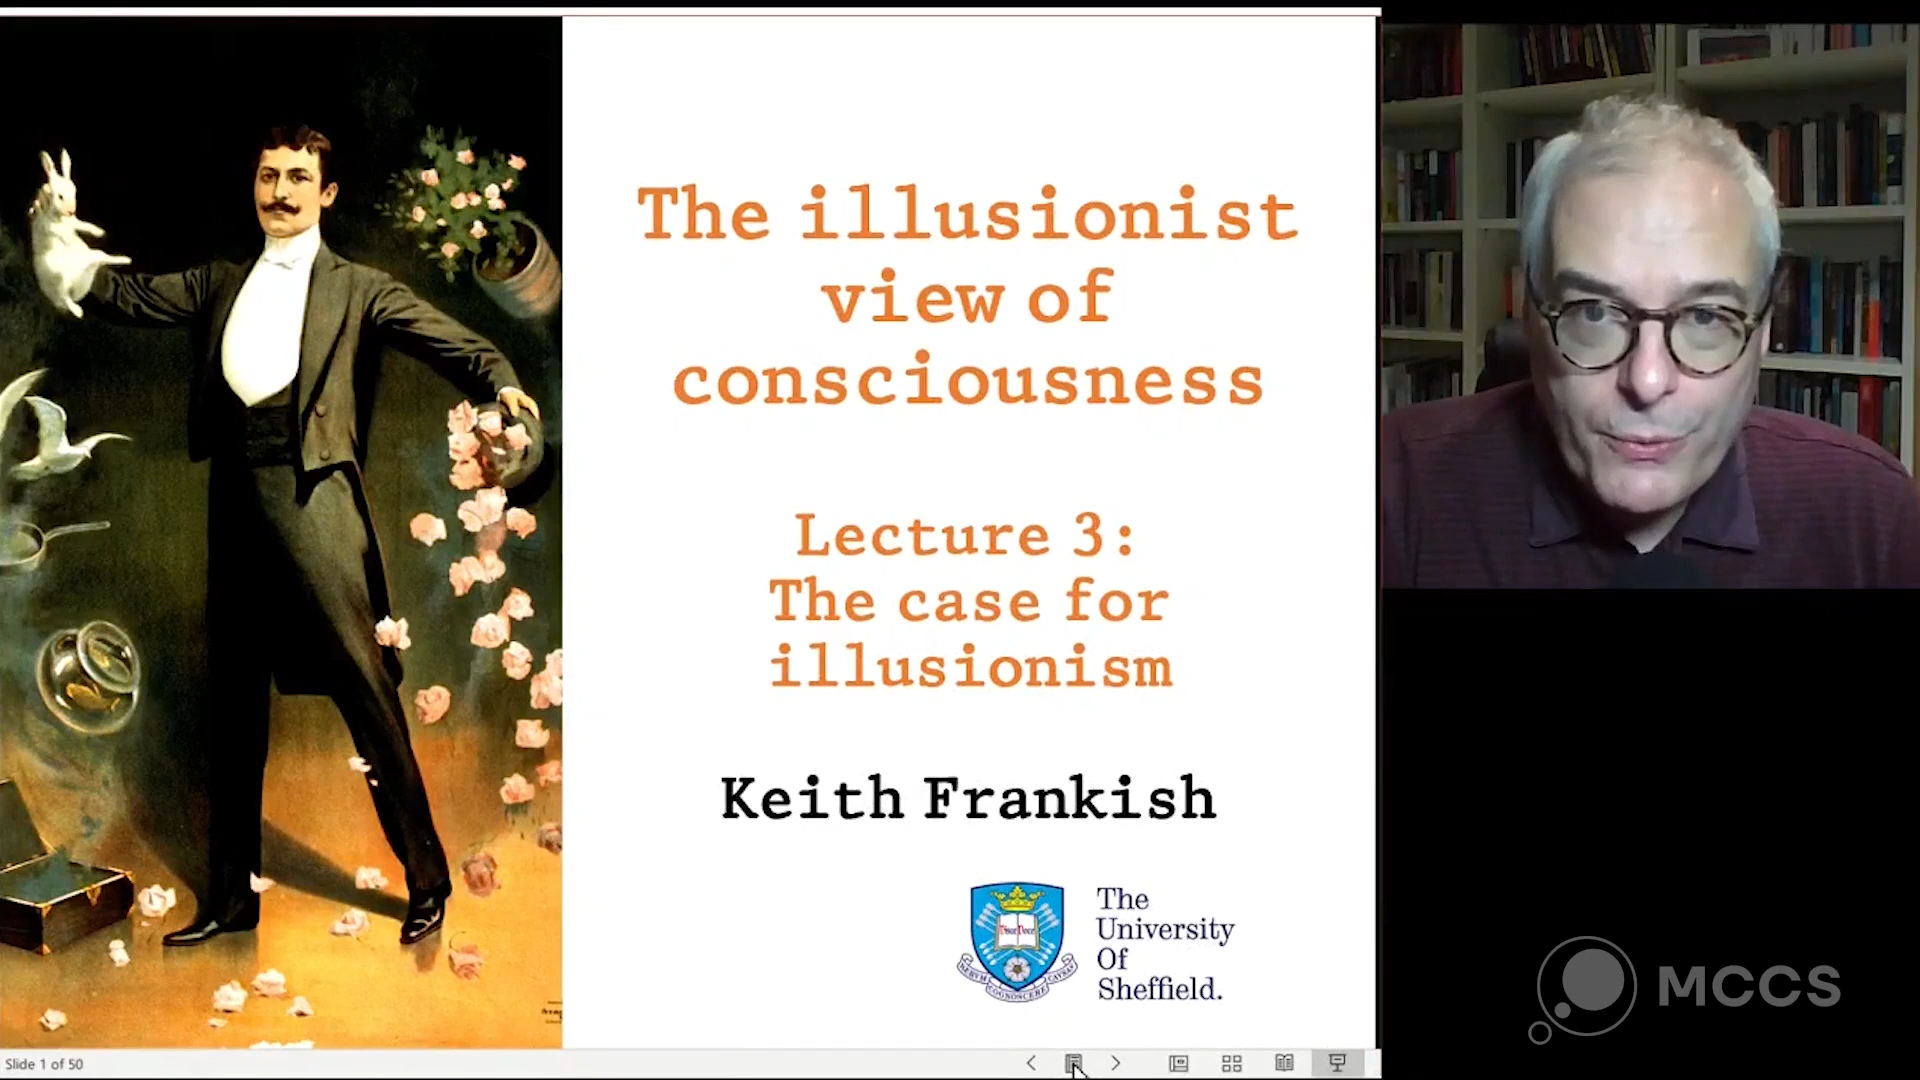 The illusionist
view of
consciousness
Lecture 3:
The case for
illusionism
Keith Frankish
The
University
Of
Sheffield.
MCCS
Slide 1 of 50